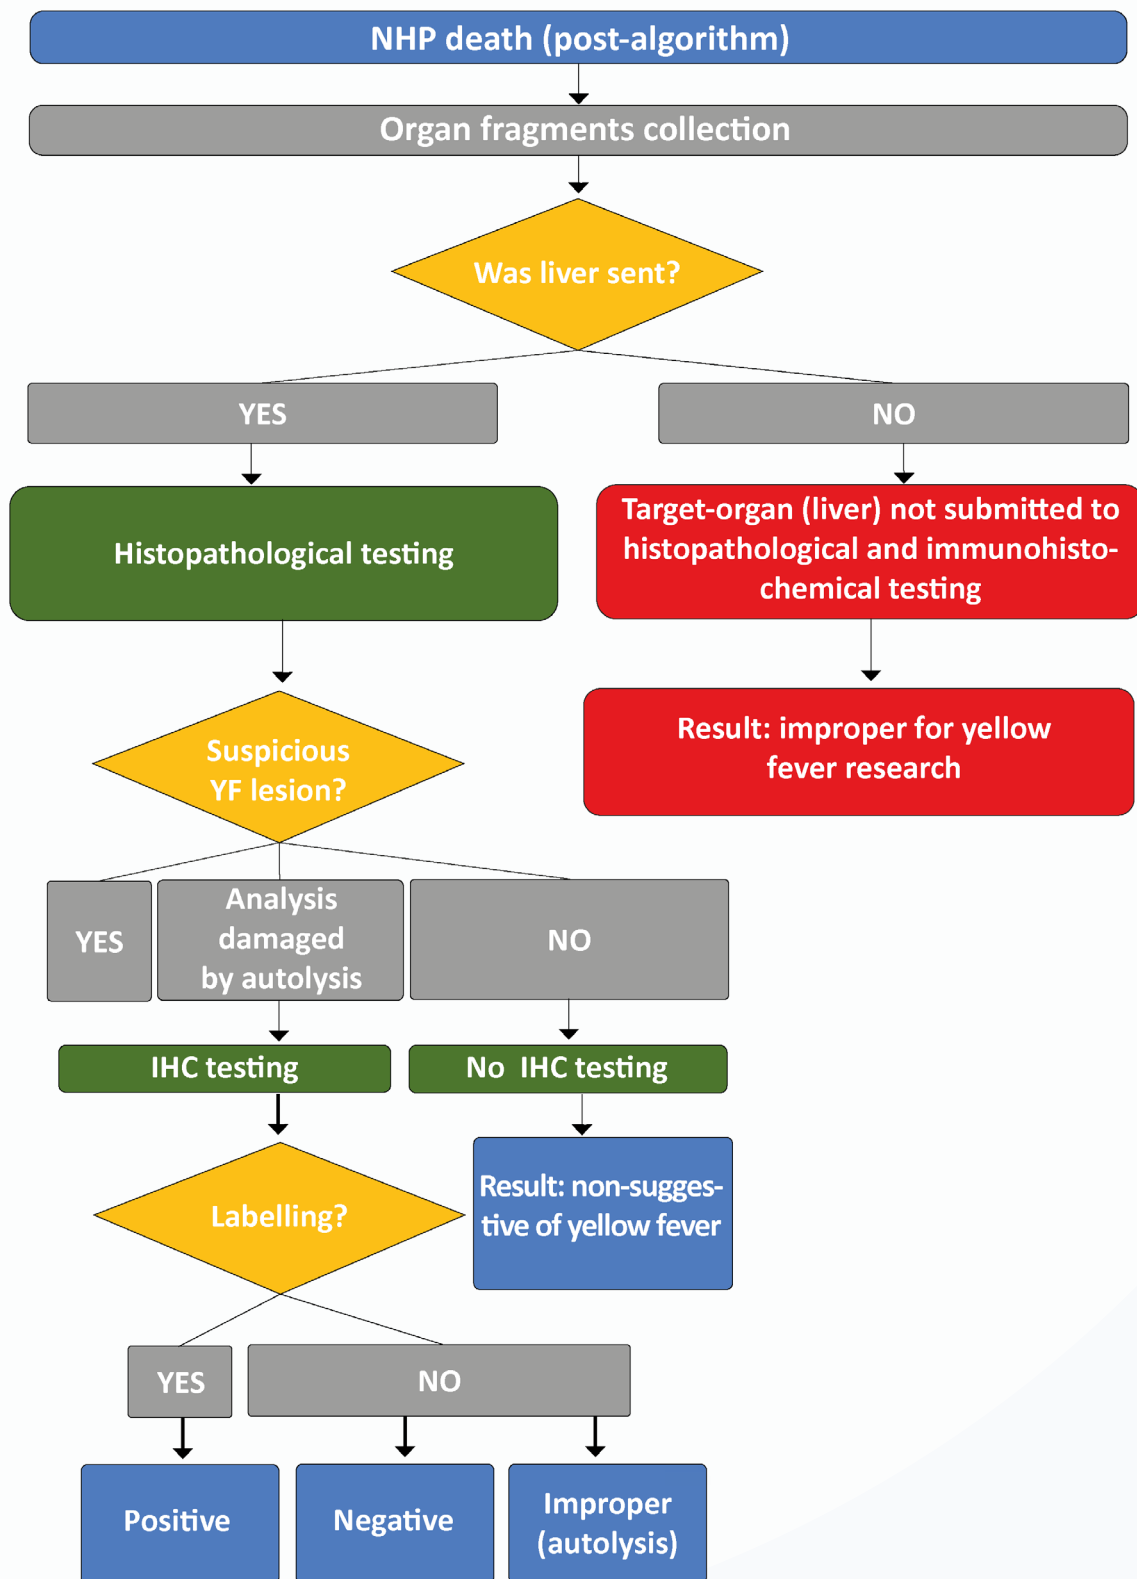 NHP death (post-algorithm)
Organ fragments collection
Was liver sent?
YES
NO
Histopathological testing
Target-organ (liver) not submitted to
histopathological and immunohisto-
chemical testing
Result: improper for yellow
fever research
Suspicious
YF lesion?
YES
Analysis
damaged
by autolysis
NO
IHC testing
No IHC testing
Labelling?
Result: non-sugges-
tive of yellow fever
YES
NO
Positive
Negative
Improper
(autolysis)